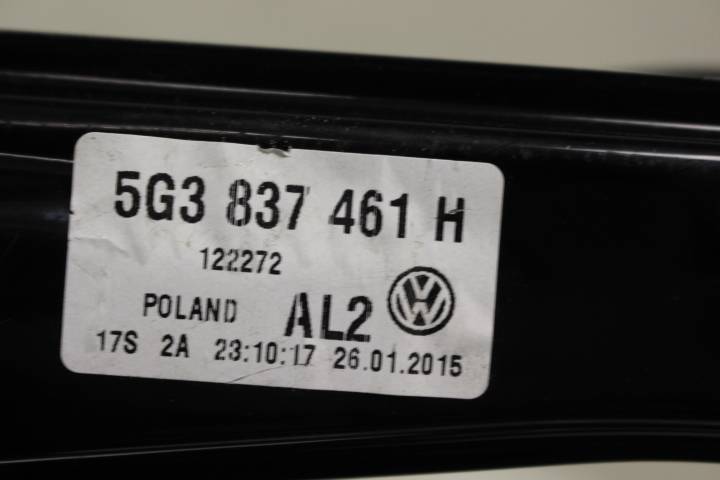 5G3 837 461 H
122272
POLAND AL2
17S 2A 23:10:17 26.01.2015